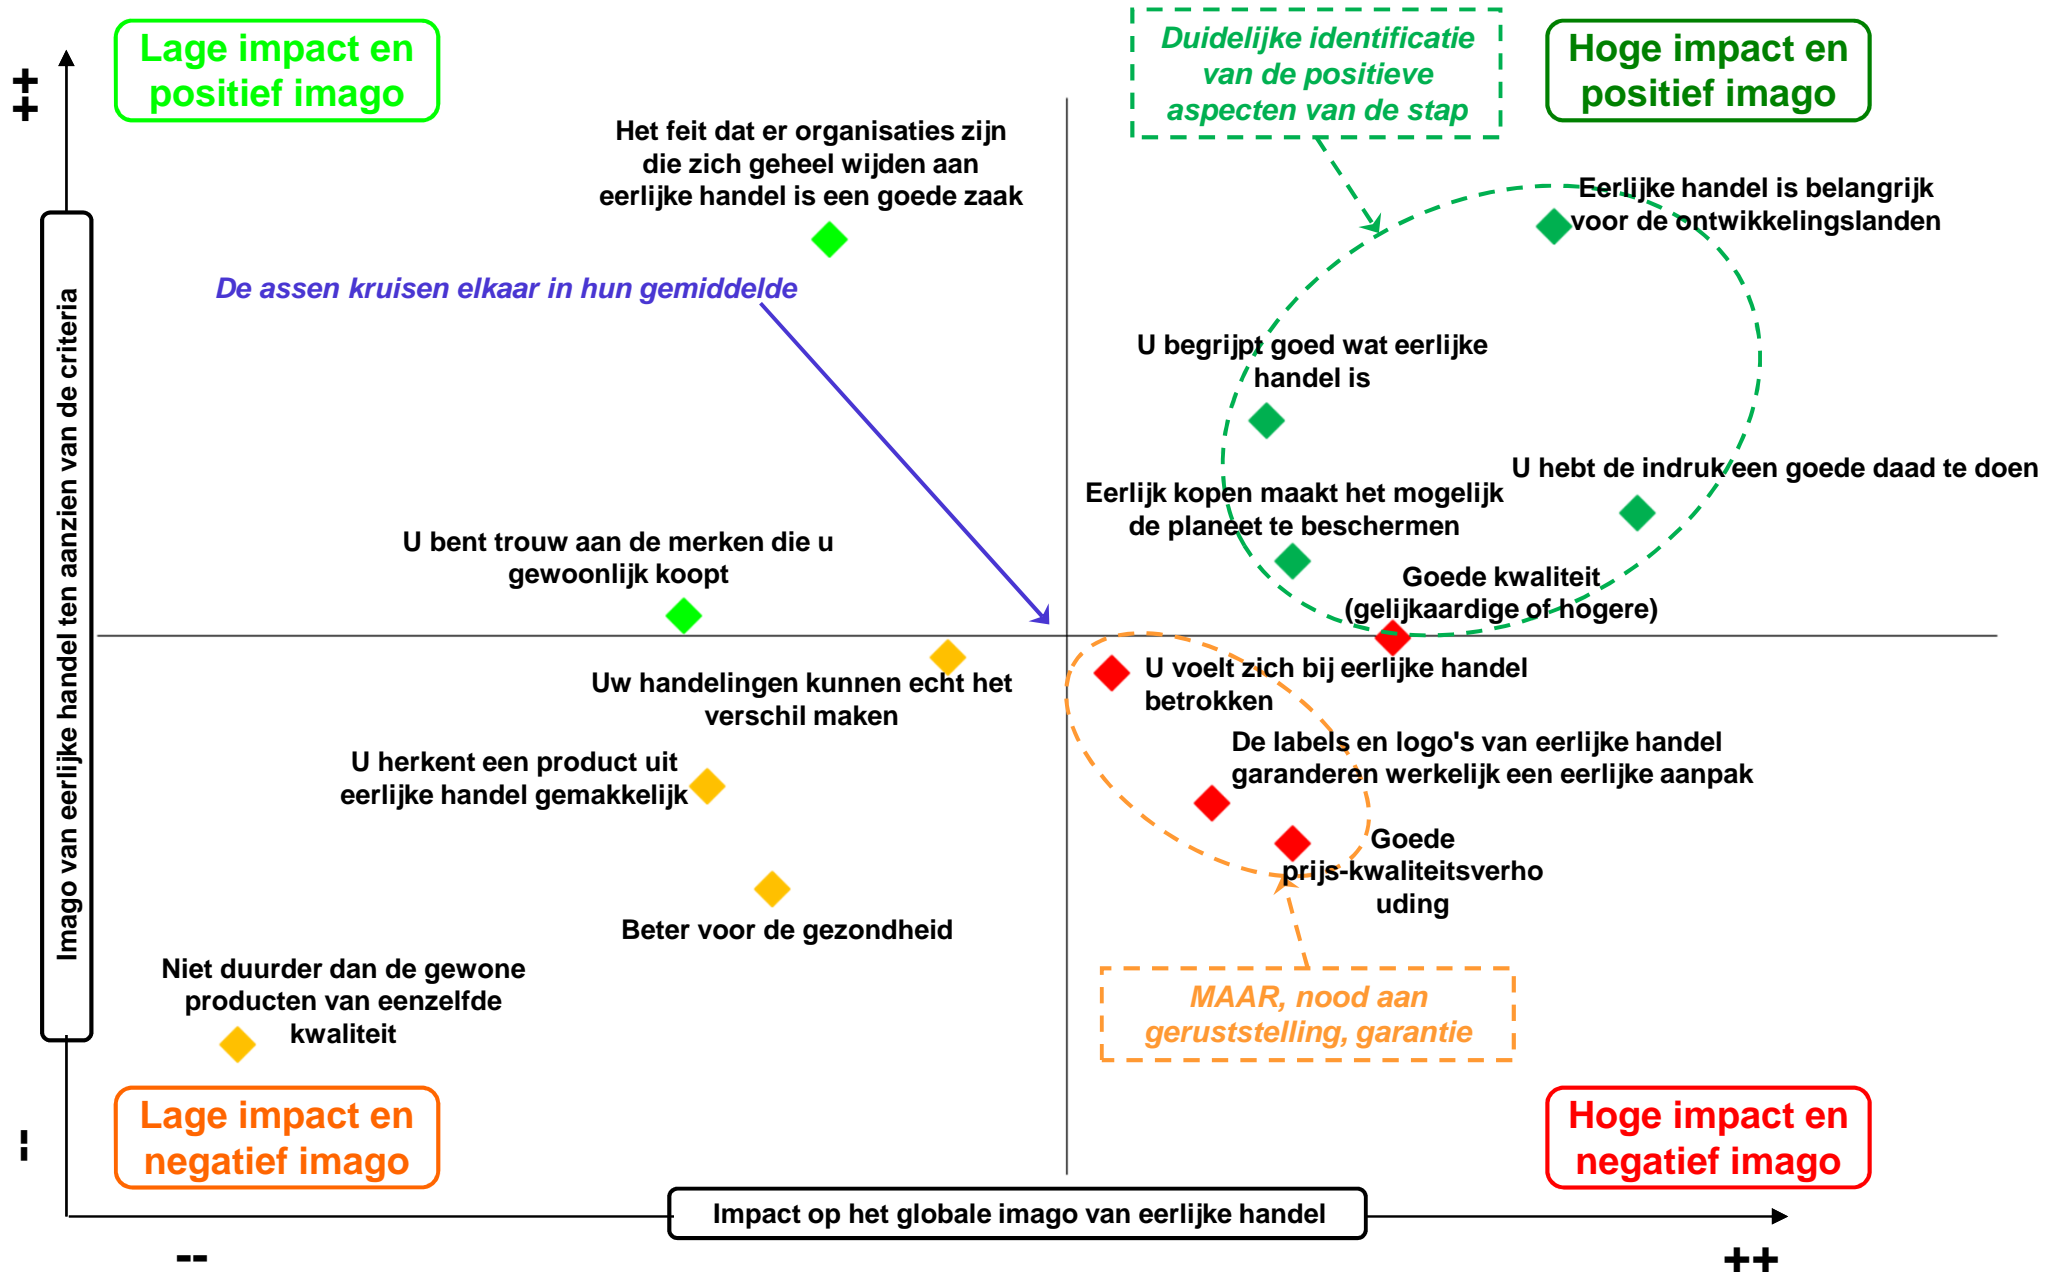 Lage impact en
positief imago
Duidelijke identificatie
van de positieve
aspecten van de stap
Hoge impact en
positief imago
++
Het feit dat er organisaties zijn
die zich geheel wijden aan
eerlijke handel is een goede zaak
Eerlijke handel is belangrijk
voor de ontwikkelingslanden
De assen kruisen elkaar in hun gemiddelde
Imago van eerlijke handel ten aanzien van de criteria
U begrijpt goed wat eerlijke
handel is
U hebt de indruk een goede daad te doen
Eerlijk kopen maakt het mogelijk
de planeet te beschermen
U bent trouw aan de merken die u
gewoonlijk koopt
Goede kwaliteit
(gelijkaardige of hogere)
Uw handelingen kunnen echt het
verschil maken
U voelt zich bij eerlijke handel
betrokken
De labels en logo's van eerlijke handel
garanderen werkelijk een eerlijke aanpak
U herkent een product uit
eerlijke handel gemakkelijk
Goede
prijs-kwaliteitsverho
uding
Beter voor de gezondheid
Niet duurder dan de gewone
producten van eenzelfde
kwaliteit
MAAR, nood aan
geruststelling, garantie
--
Lage impact en
negatief imago
Hoge impact en
negatief imago
Impact op het globale imago van eerlijke handel
--
++